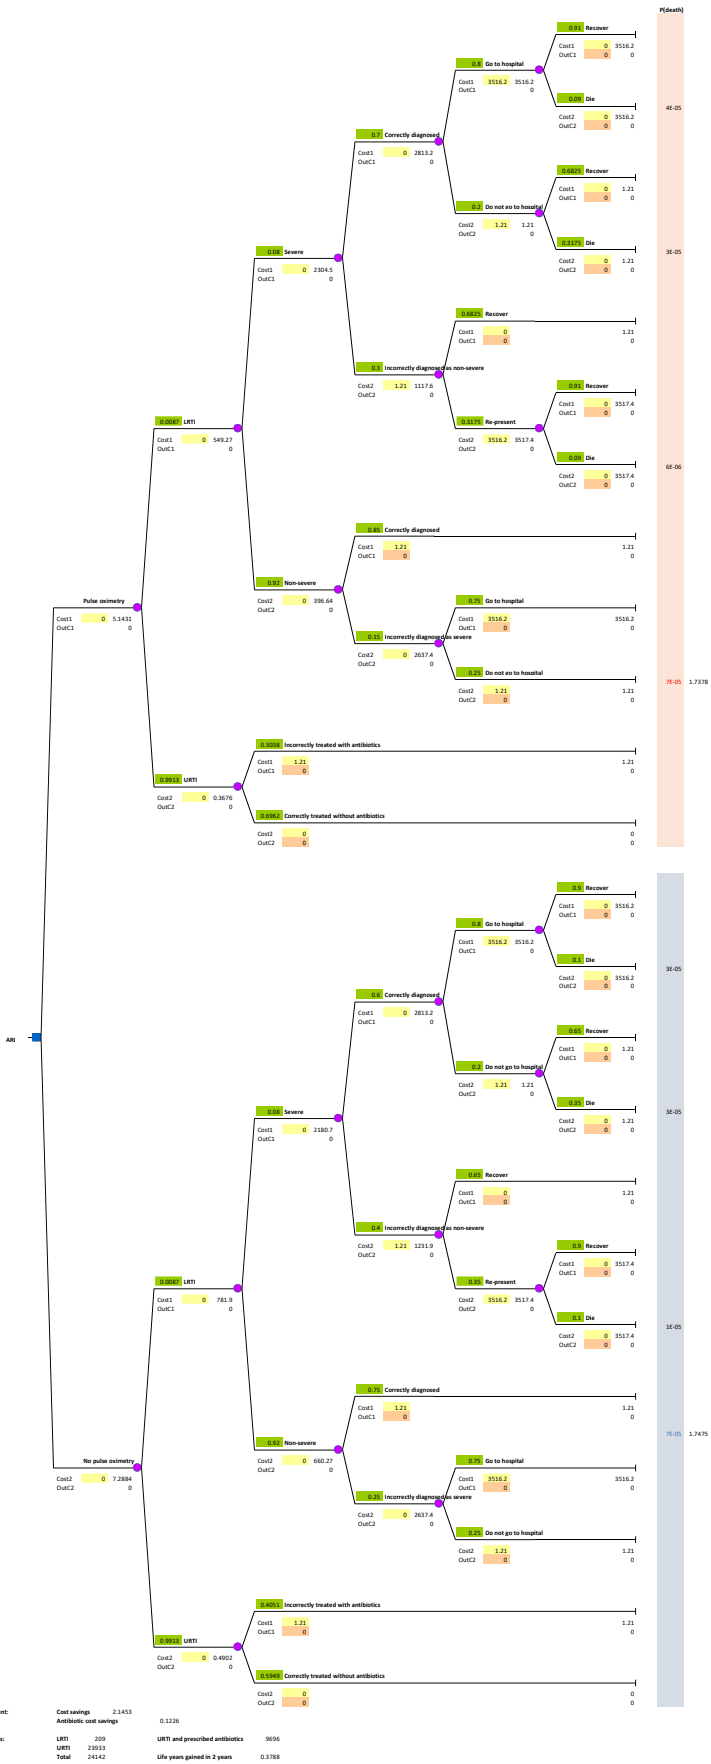 P(death)
0.91 Recover
Cost1 0 3516.2
OutC1 0 0
0.8 Go to hospital
Cost1 3516.2 3516.2
OutC1 0
0.09 Die
Cost2 0 3516.2
OutC2 0 0
4E-05
0.7 Correctly diagnosed
Cost1 0 2813.2
OutC1 0
0.6825 Recover
Cost1 0 1.21
OutC1 0 0
0.2 Do not go to hospital
Cost2 1.21 1.21
OutC2 0
0.3175 Die
Cost2 0 1.21
OutC2 0 0
3E-05
0.08 Severe
Cost1 0 2304.5
OutC1 0
0.6825 Recover
Cost1 0 1.21
OutC1 0 0
0.3 Incorrectly diagnosed as non-severe
Cost2 1.21 1117.6
OutC2 0
0.91 Recover
Cost1 0 3517.4
OutC1 0 0
0.3175 Re-present
Cost2 3516.2 3517.4
OutC2 0
0.09 Die
Cost2 0 3517.4
OutC2 0 0
6E-06
0.0087 LRTI
Cost1 0 549.27
OutC1 0
0.85 Correctly diagnosed
Cost1 1.21 1.21
OutC1 0 0
0.92 Non-severe
Cost2 0 396.64
OutC2 0
0.75 Go to hospital
Cost1 3516.2 3516.2
OutC1 0 0
0.15 Incorrectly diagnosed as severe
Cost2 0 2637.4
OutC2 0
0.25 Do not go to hospital
Cost2 1.21 1.21
OutC2 0 0
7E-05 1.7378
Pulse oximetry
Cost1 0 5.1431
OutC1 0
0.3038 Incorrectly treated with antibiotics
Cost1 1.21 1.21
OutC1 0 0
0.9913 URTI
Cost2 0 0.3676
OutC2 0
0.6962 Correctly treated without antibiotics
Cost2 0 0
OutC2 0 0
ARI
0.9 Recover
Cost1 0 3516.2
OutC1 0 0
0.8 Go to hospital
Cost1 3516.2 3516.2
OutC1 0
0.1 Die
Cost2 0 3516.2
OutC2 0 0
3E-05
0.6 Correctly diagnosed
Cost1 0 2813.2
OutC1 0
0.65 Recover
Cost1 0 1.21
OutC1 0 0
0.2 Do not go to hospital
Cost2 1.21 1.21
OutC2 0
0.35 Die
Cost2 0 1.21
OutC2 0 0
3E-05
0.08 Severe
Cost1 0 2180.7
OutC1 0
0.65 Recover
Cost1 0 1.21
OutC1 0 0
0.4 Incorrectly diagnosed as non-severe
Cost2 1.21 1231.9
OutC2 0
0.9 Recover
Cost1 0 3517.4
OutC1 0 0
0.35 Re-present
Cost2 3516.2 3517.4
OutC2 0
0.1 Die
Cost2 0 3517.4
OutC2 0 0
1E-05
0.0087 LRTI
Cost1 0 781.9
OutC1 0
0.75 Correctly diagnosed
Cost1 1.21 1.21
OutC1 0 0
7E-05 1.7475
0.92 Non-severe
Cost2 0 660.27
OutC2 0
0.75 Go to hospital
Cost1 3516.2 3516.2
OutC1 0 0
0.25 Incorrectly diagnosed as severe
Cost2 0 2637.4
OutC2 0
0.25 Do not go to hospital
Cost2 1.21 1.21
OutC2 0 0
No pulse oximetry
Cost2 0 7.2884
OutC2 0
0.4051 Incorrectly treated with antibiotics
Cost1 1.21 1.21
OutC1 0 0
0.9913 URTI
Cost2 0 0.4902
OutC2 0
0.5949 Correctly treated without antibiotics
Cost2 0 0
OutC2 0 0
Cost savings 2.1453
Antibiotic cost savings 0.1226
LRTI 209 URTI and prescribed antibiotics 9696
URTI 23933
Total 24142 Life years gained in 2 years 0.3788